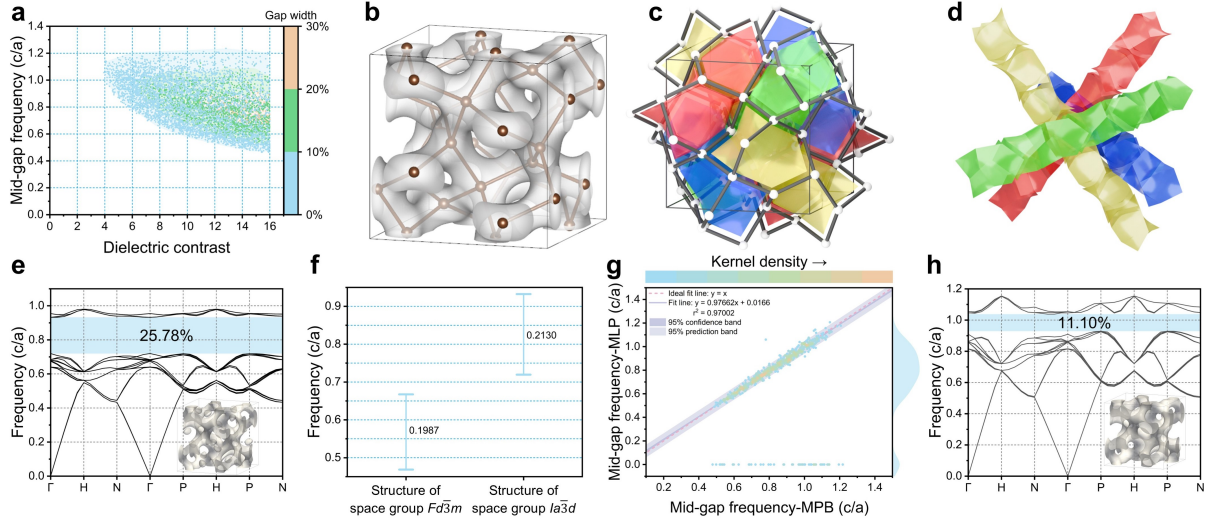 a
Gap width
30%
20%
10%
0%
Mid-gap frequency (c/a)
1.4
1.2
1.0
0.8
0.6
0.4
0.2
0.0
0 2 4 6 8 10 12 14 16
Dielectric contrast
b
c
d
e
Frequency (c/a)
1.0
0.8
0.6
0.4
0.2
0.0
25.78%
Γ H N Γ P H P N
f
Frequency (c/a)
0.9
0.8
0.7
0.6
0.5
0.1987
0.2130
Structure of
space group Fd3̅m
Structure of
space group Ia3̅d
g
Kernel density →
Mid-gap frequency-MLP (c/a)
1.4
1.2
1.0
0.8
0.6
0.4
0.2
0.0
Ideal fit line: y = x
Fit line: y = 0.97662x + 0.0166
r² = 0.97002
95% confidence band
95% prediction band
0.2 0.4 0.6 0.8 1.0 1.2 1.4
Mid-gap frequency-MPB (c/a)
h
Frequency (c/a)
1.2
1.0
0.8
0.6
0.4
0.2
0.0
11.10%
Γ H N Γ P H P N